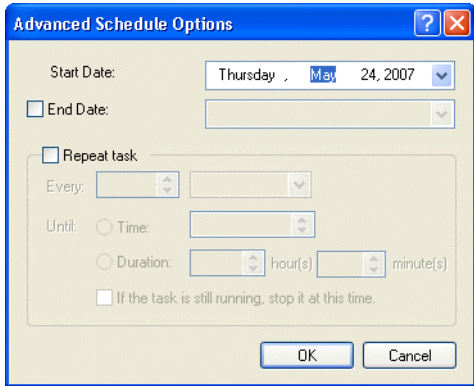 Advanced Schedule Options
Start Date: Thursday , May 24, 2007
End Date:
Repeat task
Every:
Until: Time:
Duration: hour(s) minute(s)
If the task is still running, stop it at this time.
OK Cancel